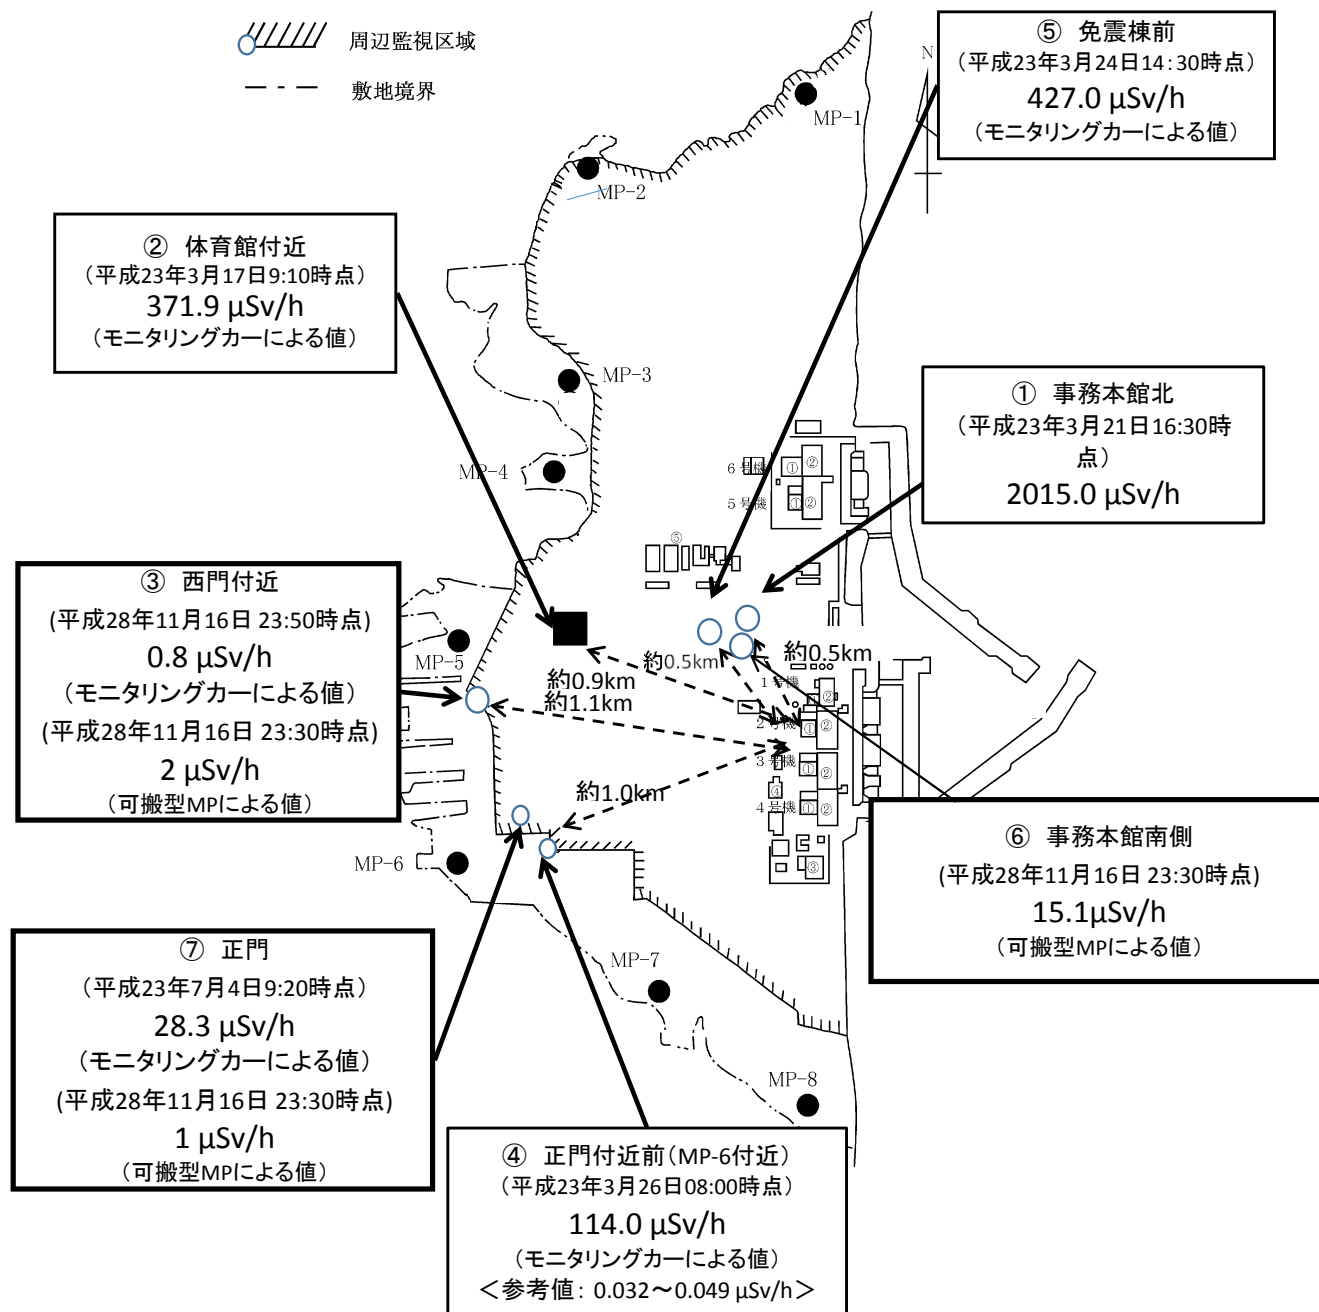 周辺監視区域
敷地境界
⑤ 免震棟前
（平成23年3月24日14:30時点）
427.0 μSv/h
（モニタリングカーによる値）
N
MP-1
MP-2
② 体育館付近
（平成23年3月17日9:10時点）
371.9 μSv/h
（モニタリングカーによる値）
MP-3
① 事務本館北
（平成23年3月21日16:30時
点）
2015.0 μSv/h
MP-4
6号機
①
②
5号機
①
②
⑤
③ 西門付近
(平成28年11月16日 23:50時点)
0.8 μSv/h
（モニタリングカーによる値）
(平成28年11月16日 23:30時点)
2 μSv/h
（可搬型MPによる値）
MP-5
約0.5km
約0.5km
約0.9km
約1.1km
1号機
②
2号機
①
②
3号機
①
②
④
4号機
①
②
③
約1.0km
MP-6
⑥ 事務本館南側
(平成28年11月16日 23:30時点)
15.1μSv/h
（可搬型MPによる値）
⑦ 正門
（平成23年7月4日9:20時点）
28.3 μSv/h
（モニタリングカーによる値）
(平成28年11月16日 23:30時点)
1 μSv/h
（可搬型MPによる値）
MP-7
MP-8
④ 正門付近前（MP-6付近）
（平成23年3月26日08:00時点）
114.0 μSv/h
（モニタリングカーによる値）
＜参考値: 0.032～0.049 μSv/h＞